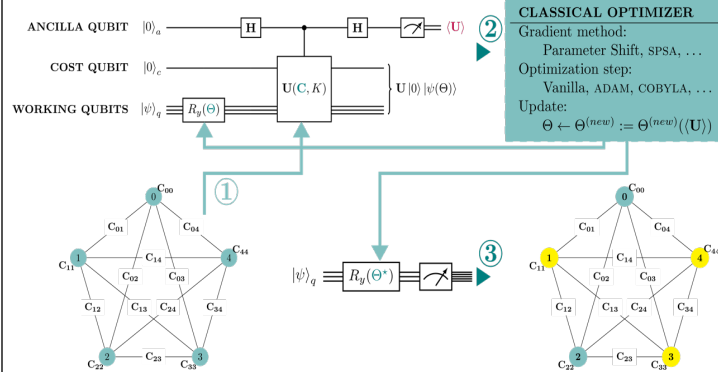 ANCILLA QUBIT |0⟩a H H ⟨U⟩
COST QUBIT |0⟩c U(C, K) U |0⟩ |ψ(Θ)⟩
WORKING QUBITS |ψ⟩q Ry(Θ)
2
CLASSICAL OPTIMIZER
Gradient method:
Parameter Shift, SPSA, ...
Optimization step:
Vanilla, ADAM, COBYLA, ...
Update:
Θ ← Θ(new) := Θ(new)(⟨U⟩)
1
C00
0
C01 C04
C44
1 C14 4
C11
C02 C03
C12 C13 C24 C34
2 C23 3
C22 C33
|ψ⟩q Ry(Θ⋆)
3
C00
0
C01 C04
C44
1 C14 4
C11
C02 C03
C12 C13 C24 C34
2 C23 3
C22 C33